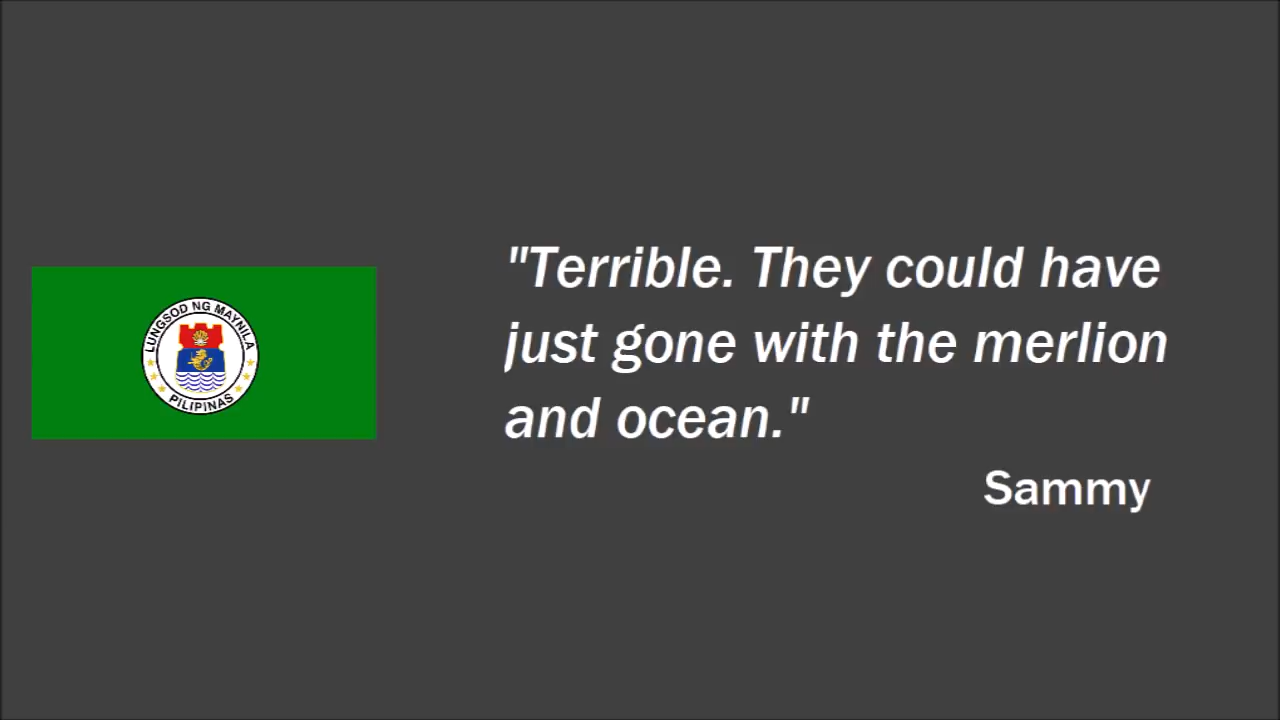 LUNGSOD NG MAYNILA
PILIPINAS
"Terrible. They could have
just gone with the merlion
and ocean."
Sammy